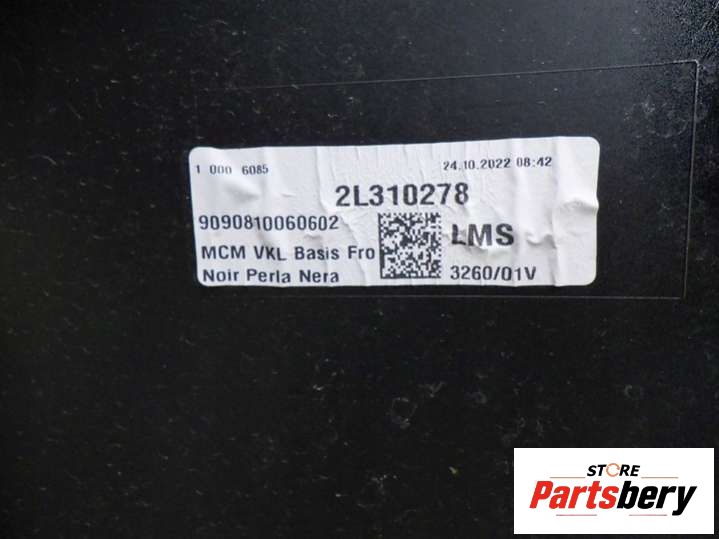 1 000 6085
24.10.2022 08:42
2L310278
9090810060602
LMS
MCM VKL Basis Fro
Noir Perla Nera
3260/01V
STORE
Partsbery